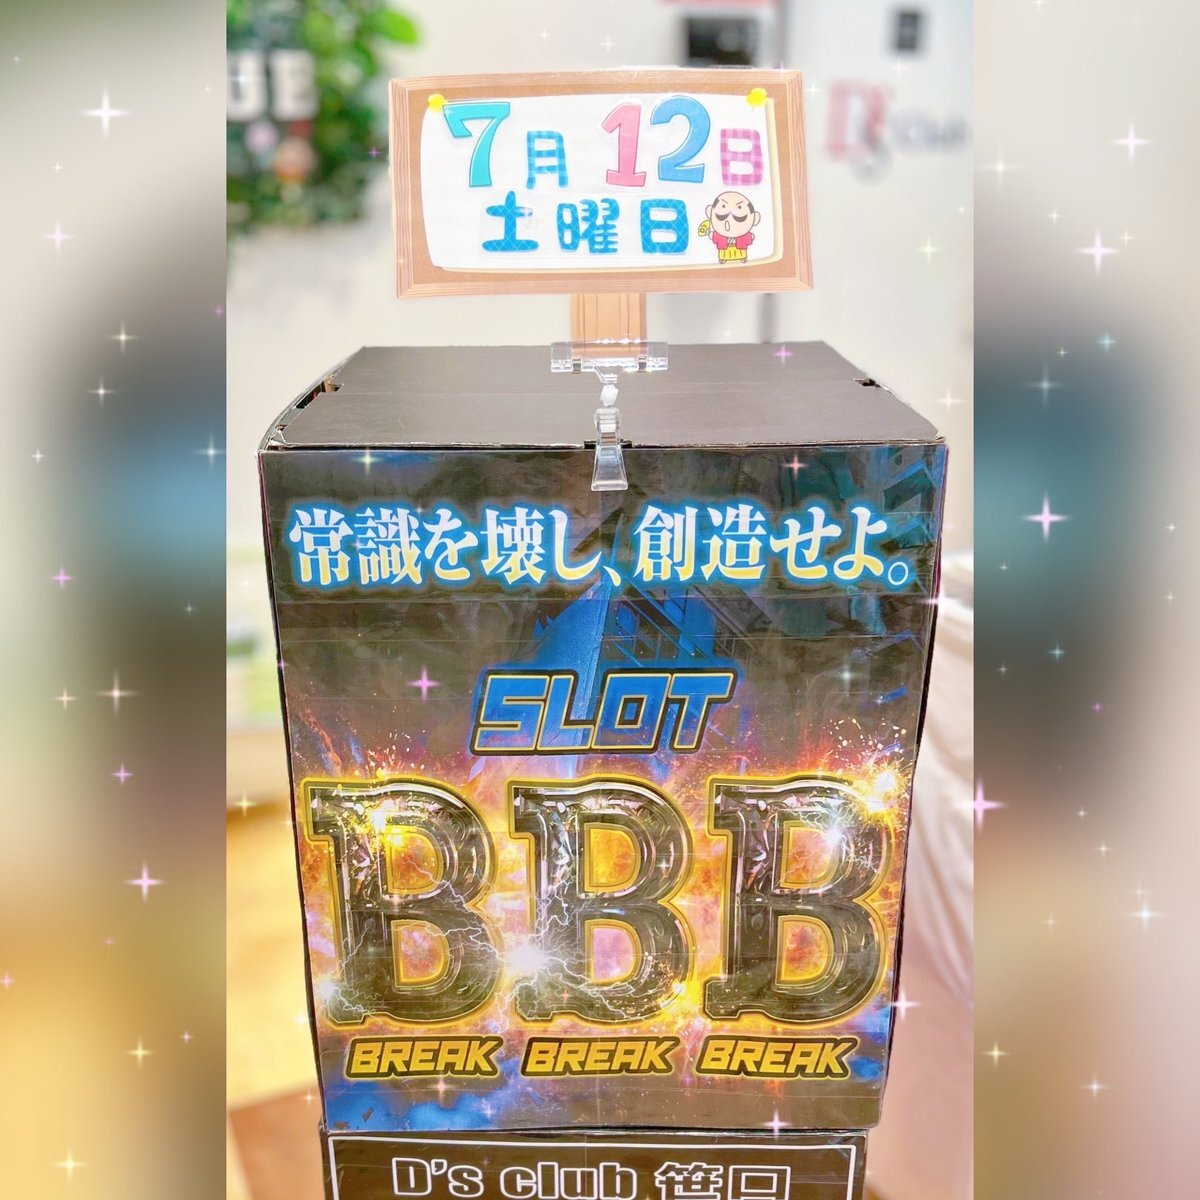 7月12日
土曜日
常識を壊し、創造せよ。
SLOT
BBB
BREAK BREAK BREAK
D's club 笹口